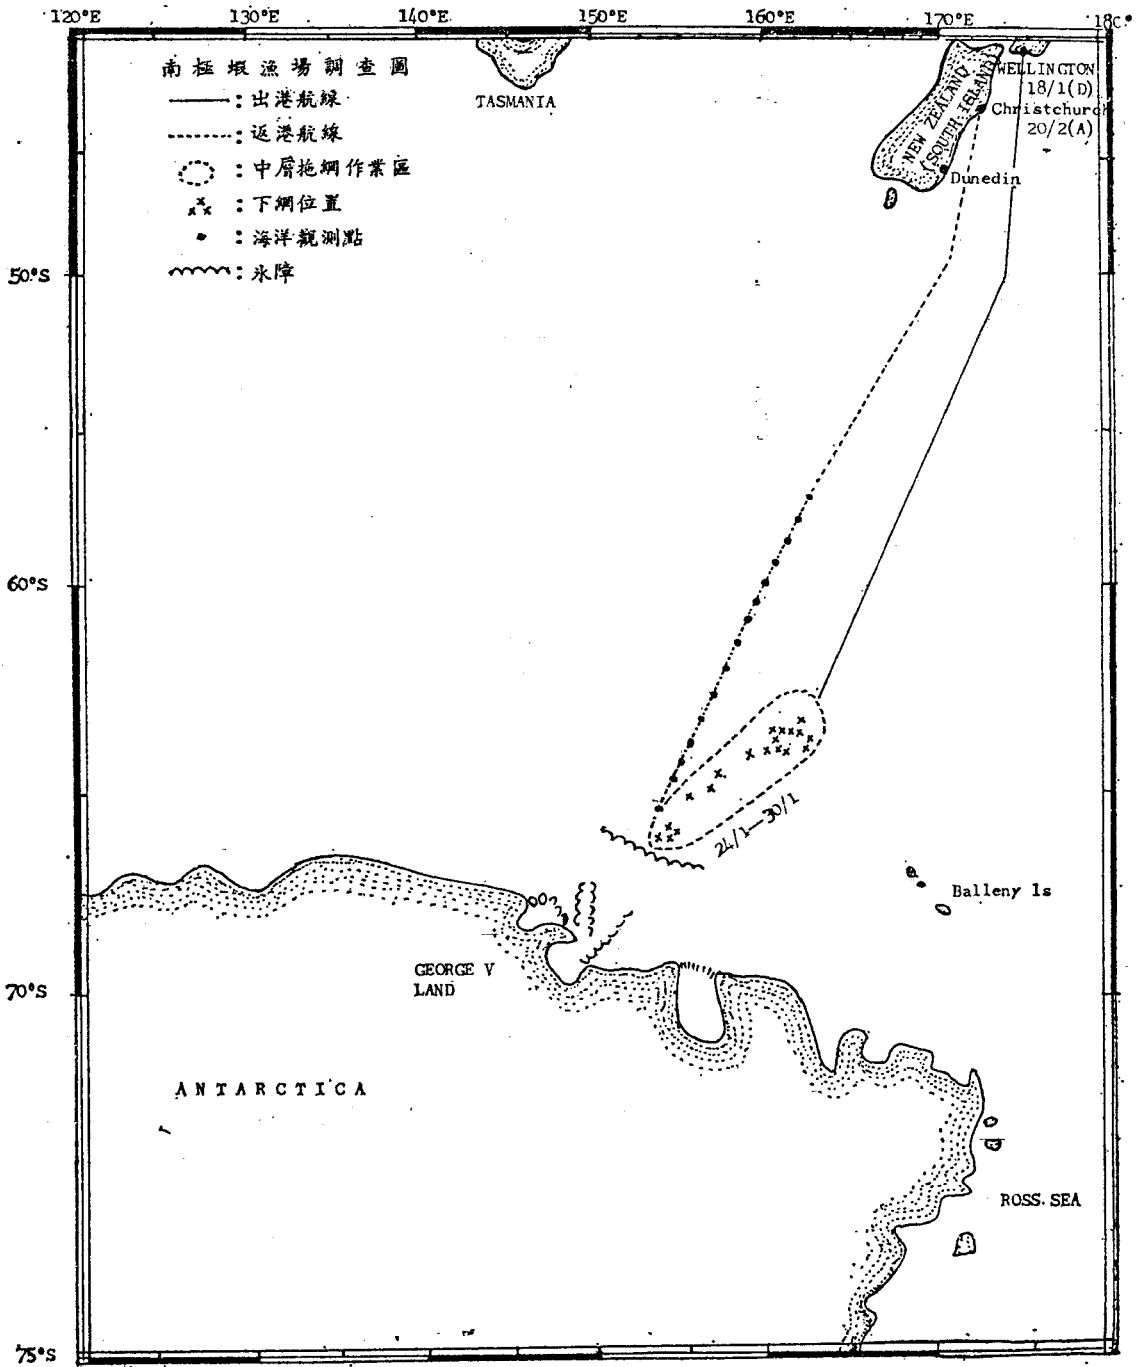 120°E 130°E 140°E 150°E 160°E 170°E 18C°
南極蝦漁場調查圖
———:出港航線
--------:返港航線
:中層拖網作業區
:下網位置
:海洋觀測點
:氷障
TASMANIA
NEW ZEALAND
(SOUTH ISLAND)
WELLINGTON
18/1(D)
Christchurch
20/2(A)
Dunedin
50°S
60°S
24/1—30/1
Balleny ls
GEORGE V
LAND
70°S
ANTARCTICA
ROSS. SEA
75°S